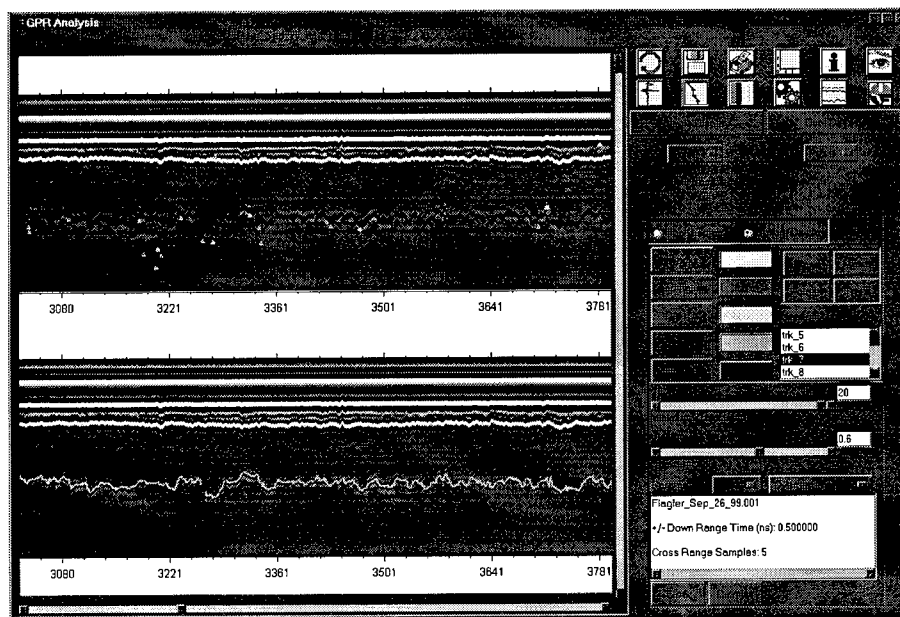 GPR Analysis
3080 3221 3361 3501 3641 3781
trk_5
trk_6
trk_7
trk_8
20
0.6
Flagler_Sep_26_99.001
+/- Down Range Time (ns): 0.500000
Cross Range Samples: 5
3080 3221 3361 3501 3641 3781